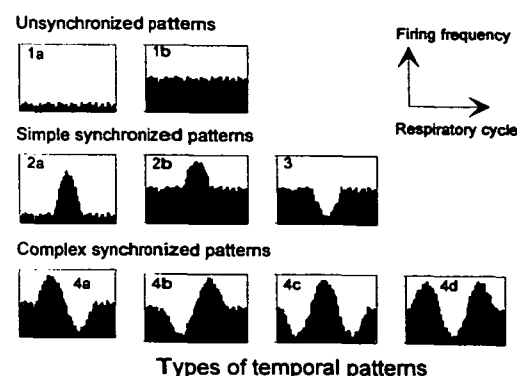 Unsynchronized patterns
1a 1b
Firing frequency
Respiratory cycle
Simple synchronized patterns
2a 2b 3
Complex synchronized patterns
4a 4b 4c 4d
Types of temporal patterns